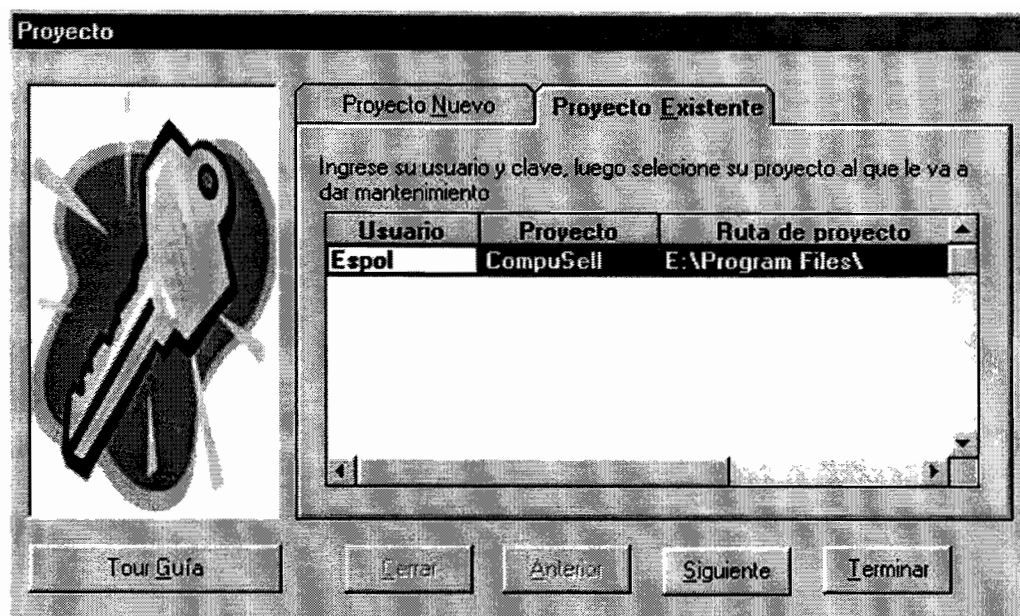 Proyecto
Proyecto Nuevo
Proyecto Existente
Ingrese su usuario y clave, luego selecione su proyecto al que le va a
dar mantenimiento
Usuario Proyecto Ruta de proyecto
Espol CompuSell E:\Program Files\
Tour Guía Cerrar Anterior Siguiente Terminar